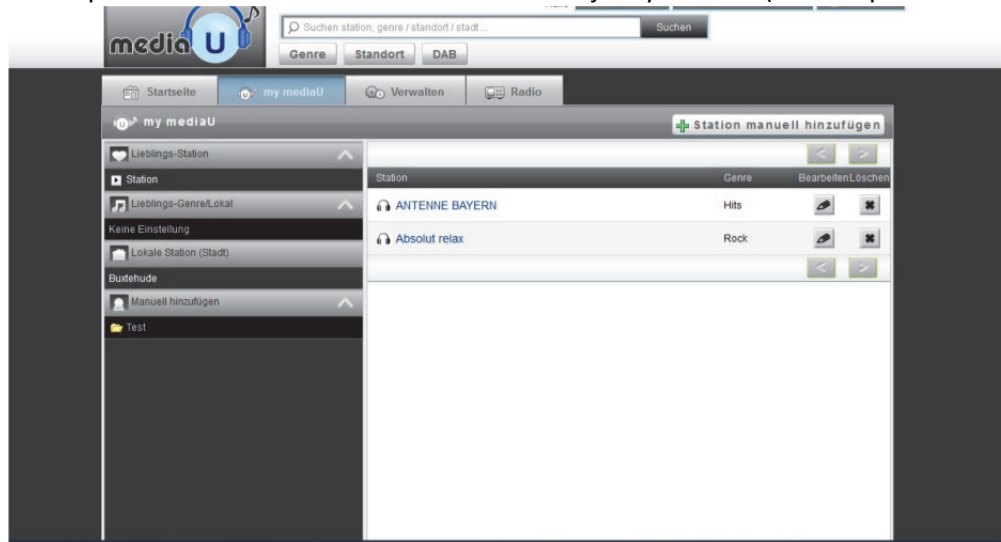 media U
Suchen station, genre / standort / stadt ...
Suchen
Genre Standort DAB
Startseite my mediaU Verwalten Radio
my mediaU
Station manuell hinzufügen
Lieblings-Station
< >
Station
Station Genre Bearbeiten Löschen
Lieblings-Genre/Lokal
ANTENNE BAYERN Hits
Keine Einstellung
Absolut relax Rock
Lokale Station (Stadt)
< >
Buxtehude
Manuell hinzufügen
Test